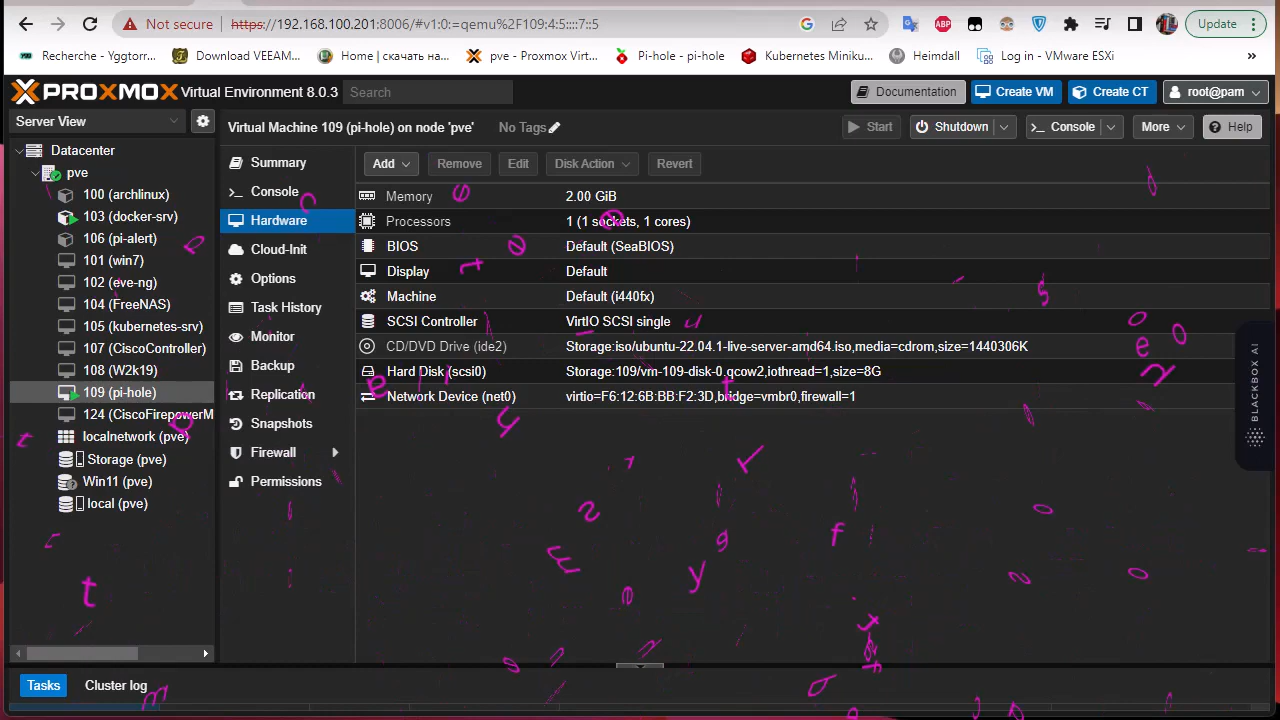 Not secure https://192.168.100.201:8006/#v1:0:=qemu%2F109:4:5::::7::5
ABP
Update
Recherche - Yggtorr...
Download VEEAM...
Home | скачать на...
pve - Proxmox Virt...
Pi-hole - pi-hole
Kubernetes Miniku...
Heimdall
Log in - VMware ESXi
»
PROXMOX Virtual Environment 8.0.3
Search
Documentation
Create VM
Create CT
root@pam
Server View
Virtual Machine 109 (pi-hole) on node 'pve'
No Tags
Start
Shutdown
Console
More
Help
Datacenter
pve
100 (archlinux)
103 (docker-srv)
106 (pi-alert)
101 (win7)
102 (eve-ng)
104 (FreeNAS)
105 (kubernetes-srv)
107 (CiscoController)
108 (W2k19)
109 (pi-hole)
124 (CiscoFirepowerM
localnetwork (pve)
Storage (pve)
Win11 (pve)
local (pve)
Summary
Console
Hardware
Cloud-Init
Options
Task History
Monitor
Backup
Replication
Snapshots
Firewall
Permissions
Add
Remove
Edit
Disk Action
Revert
Memory 2.00 GiB
Processors 1 (1 sockets, 1 cores)
BIOS Default (SeaBIOS)
Display Default
Machine Default (i440fx)
SCSI Controller VirtIO SCSI single
CD/DVD Drive (ide2) Storage:iso/ubuntu-22.04.1-live-server-amd64.iso,media=cdrom,size=1440306K
Hard Disk (scsi0) Storage:109/vm-109-disk-0.qcow2,iothread=1,size=8G
Network Device (net0) virtio=F6:12:6B:BB:F2:3D,bridge=vmbr0,firewall=1
BLACKBOX AI
Tasks
Cluster log